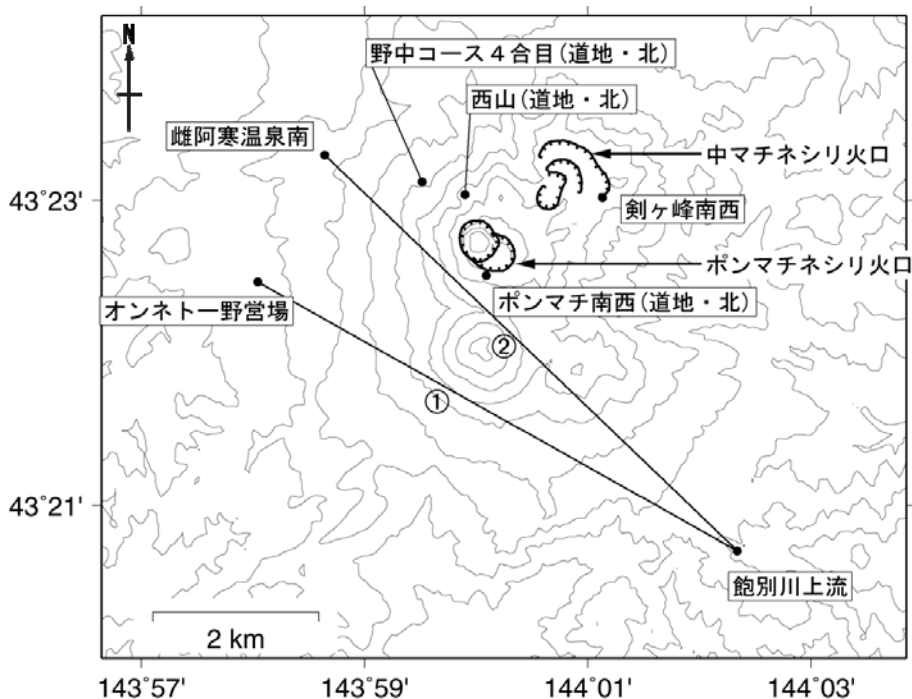 N
野中コース４合目(道地・北)
西山(道地・北)
雌阿寒温泉南
中マチネシリ火口
43°23'
剣ヶ峰南西
ポンマチネシリ火口
オンネトー野営場
ポンマチ南西(道地・北)
②
①
43°21'
飽別川上流
2 km
143°57'
143°59'
144°01'
144°03'